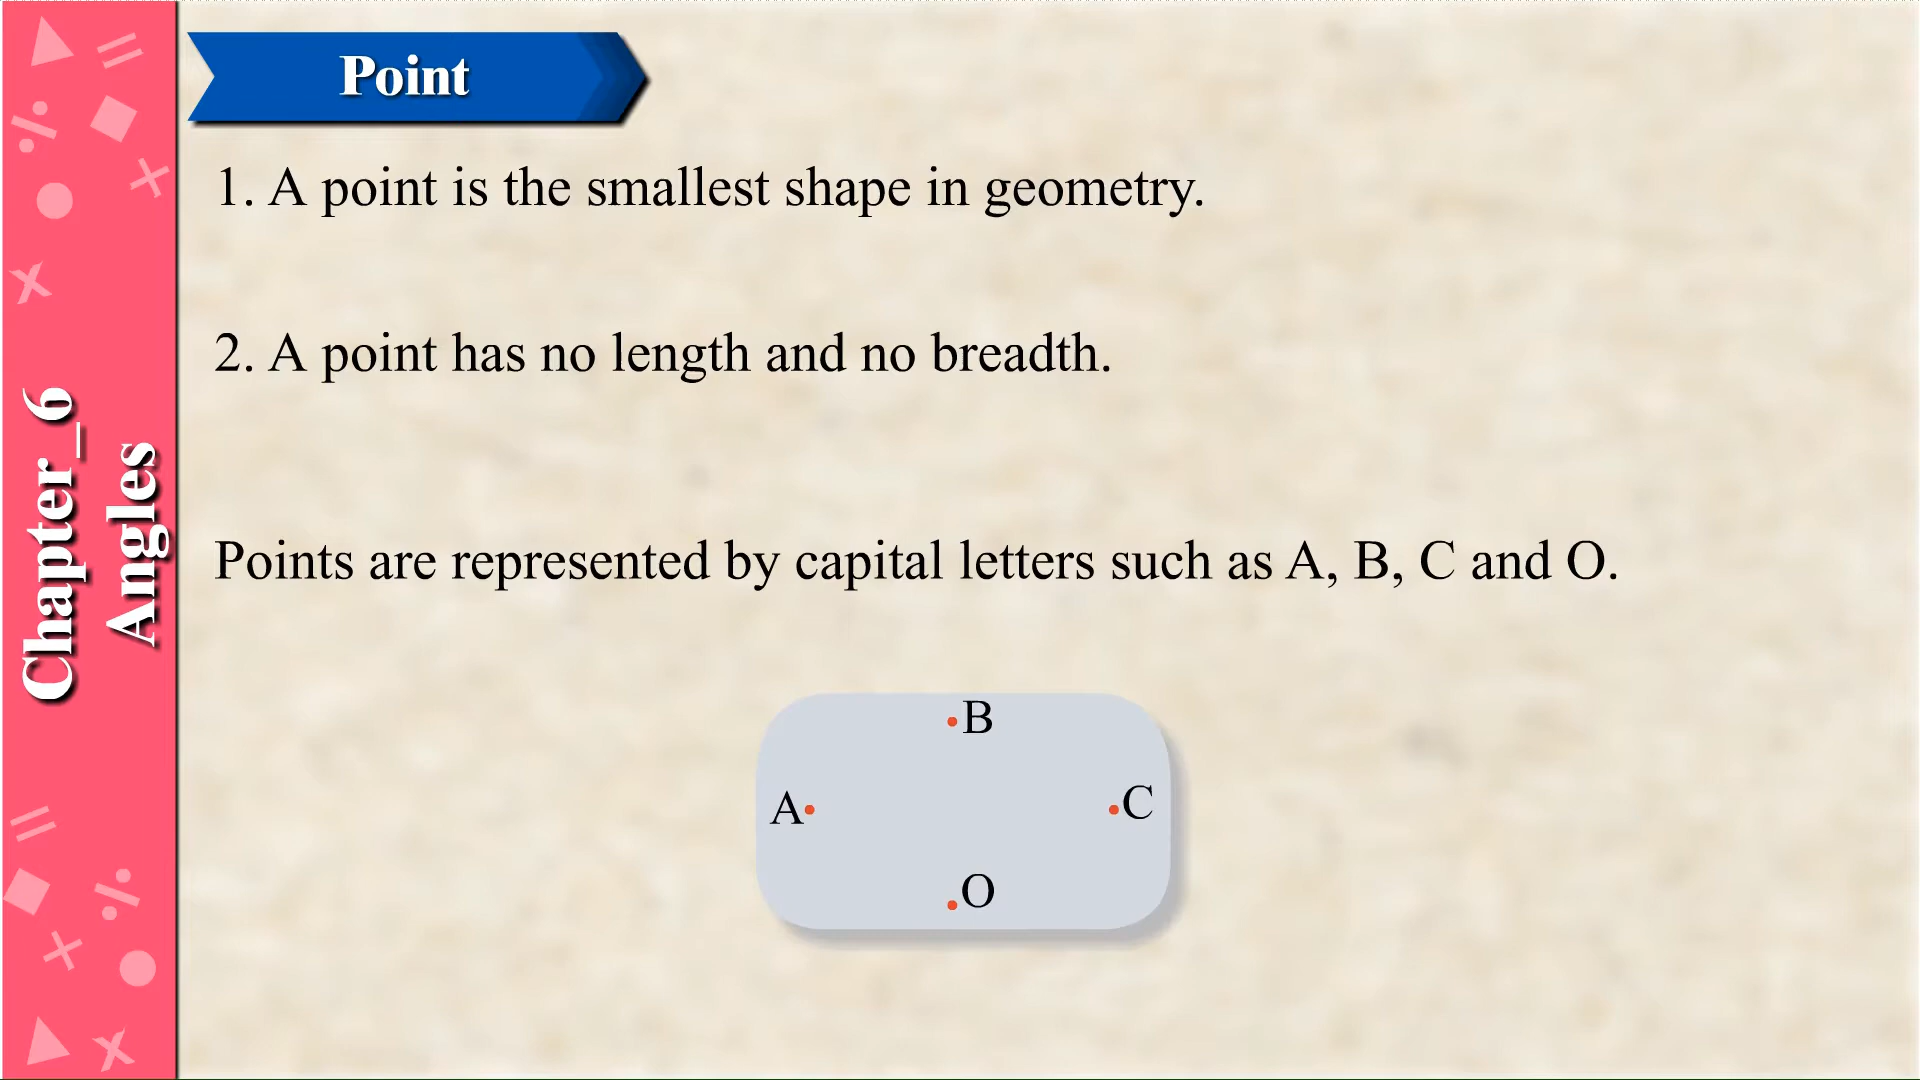 Chapter_6
Angles
Point
1. A point is the smallest shape in geometry.
2. A point has no length and no breadth.
Points are represented by capital letters such as A, B, C and O.
B
A
C
O